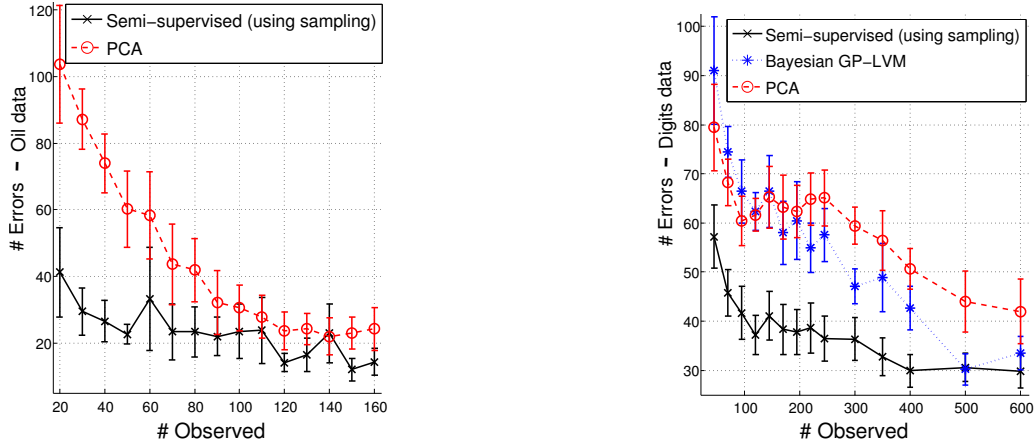 Semi-supervised (using sampling)
PCA
# Errors - Oil data
120
100
80
60
40
20
20 40 60 80 100 120 140 160
# Observed
Semi-supervised (using sampling)
Bayesian GP-LVM
PCA
# Errors - Digits data
100
90
80
70
60
50
40
30
100 200 300 400 500 600
# Observed